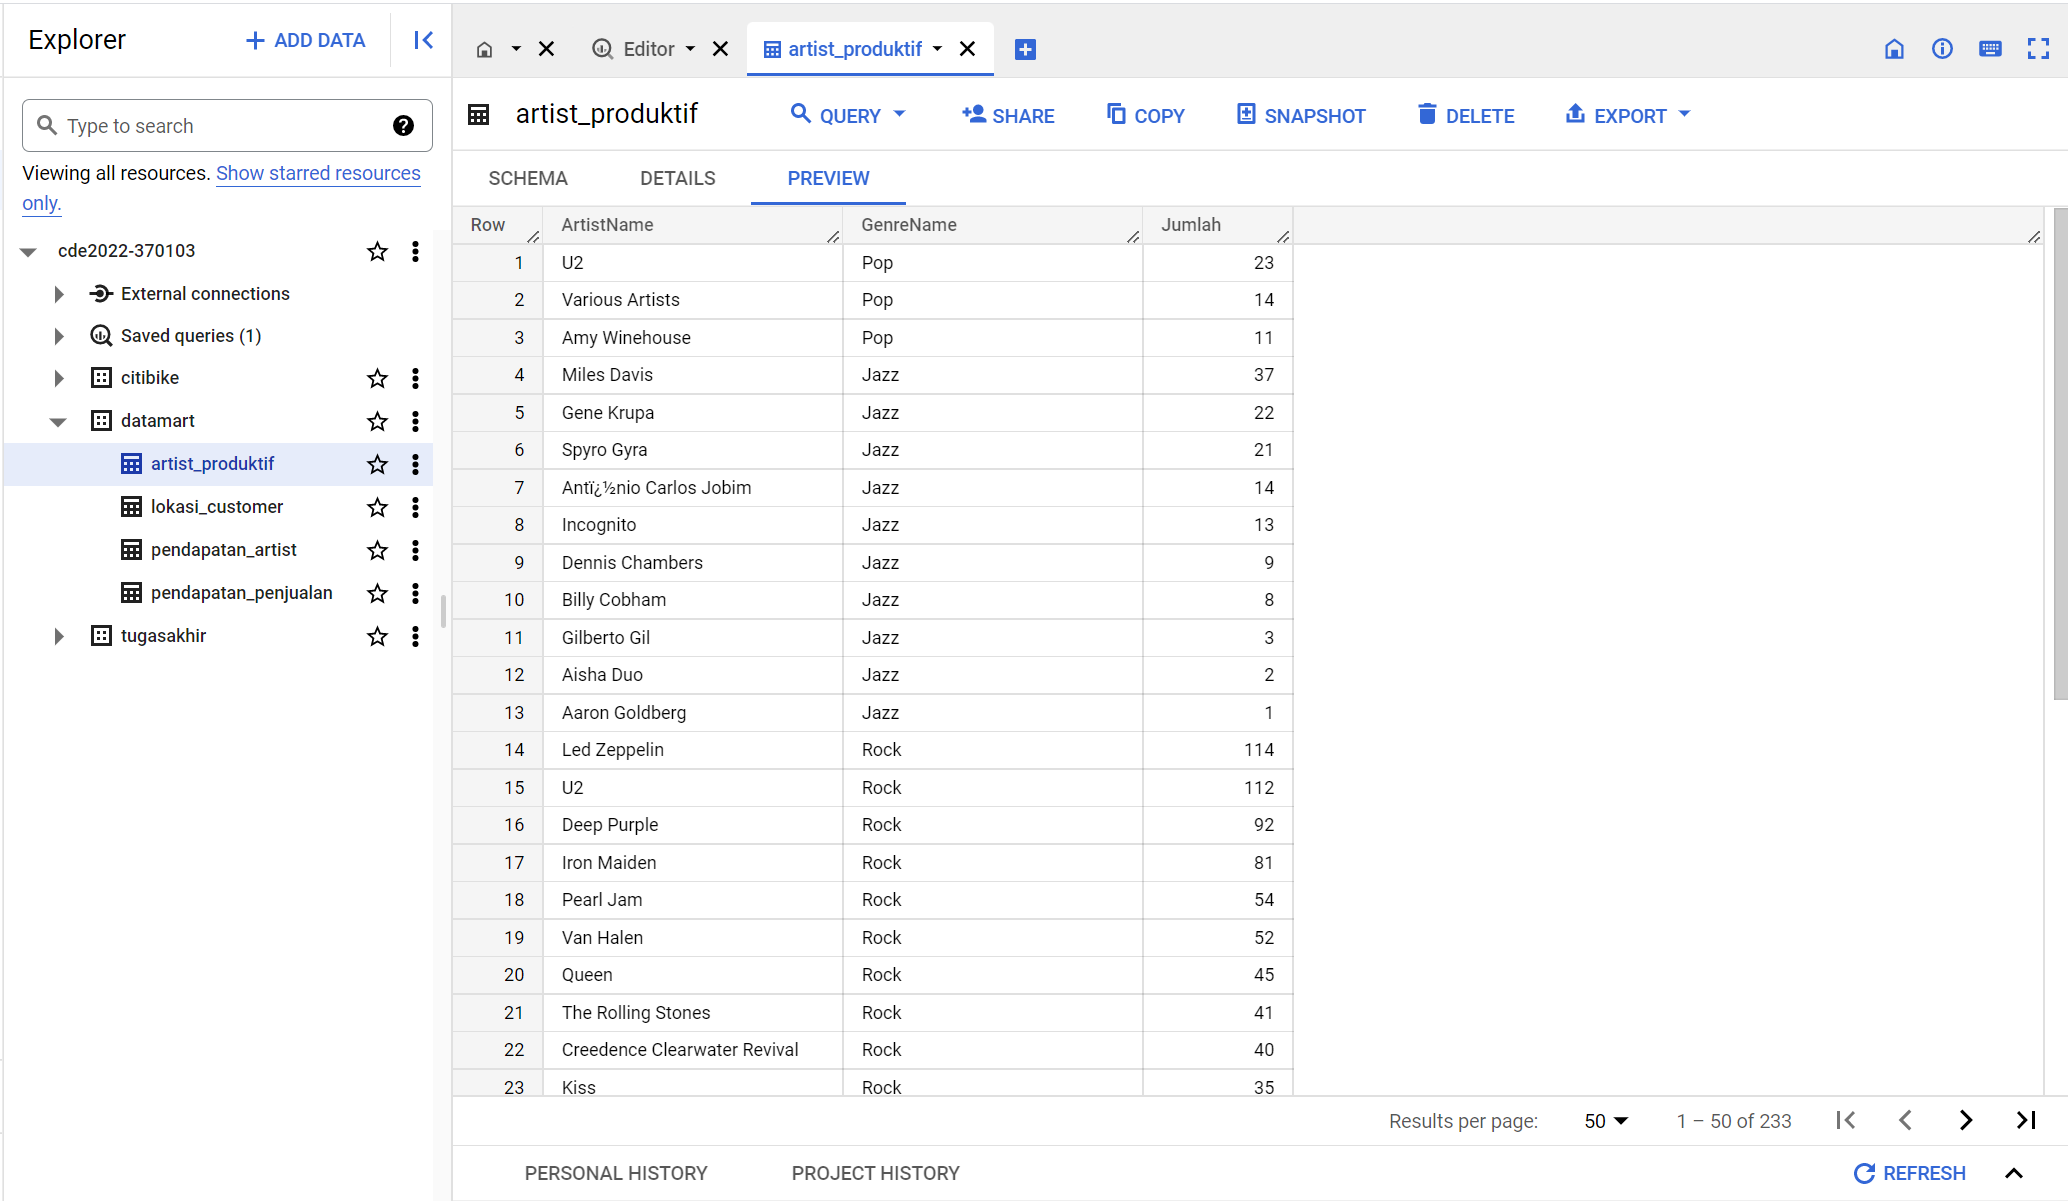 Explorer
ADD DATA
Type to search
Viewing all resources. Show starred resources
only.
cde2022-370103
External connections
Saved queries (1)
citibike
datamart
artist_produktif
lokasi_customer
pendapatan_artist
pendapatan_penjualan
tugasakhir
Editor
artist_produktif
artist_produktif
QUERY SHARE COPY SNAPSHOT DELETE EXPORT
SCHEMA DETAILS PREVIEW
Row ArtistName GenreName Jumlah
1 U2 Pop 23
2 Various Artists Pop 14
3 Amy Winehouse Pop 11
4 Miles Davis Jazz 37
5 Gene Krupa Jazz 22
6 Spyro Gyra Jazz 21
7 Antï¿½nio Carlos Jobim Jazz 14
8 Incognito Jazz 13
9 Dennis Chambers Jazz 9
10 Billy Cobham Jazz 8
11 Gilberto Gil Jazz 3
12 Aisha Duo Jazz 2
13 Aaron Goldberg Jazz 1
14 Led Zeppelin Rock 114
15 U2 Rock 112
16 Deep Purple Rock 92
17 Iron Maiden Rock 81
18 Pearl Jam Rock 54
19 Van Halen Rock 52
20 Queen Rock 45
21 The Rolling Stones Rock 41
22 Creedence Clearwater Revival Rock 40
23 Kiss Rock 35
Results per page: 50 1 – 50 of 233
PERSONAL HISTORY PROJECT HISTORY REFRESH